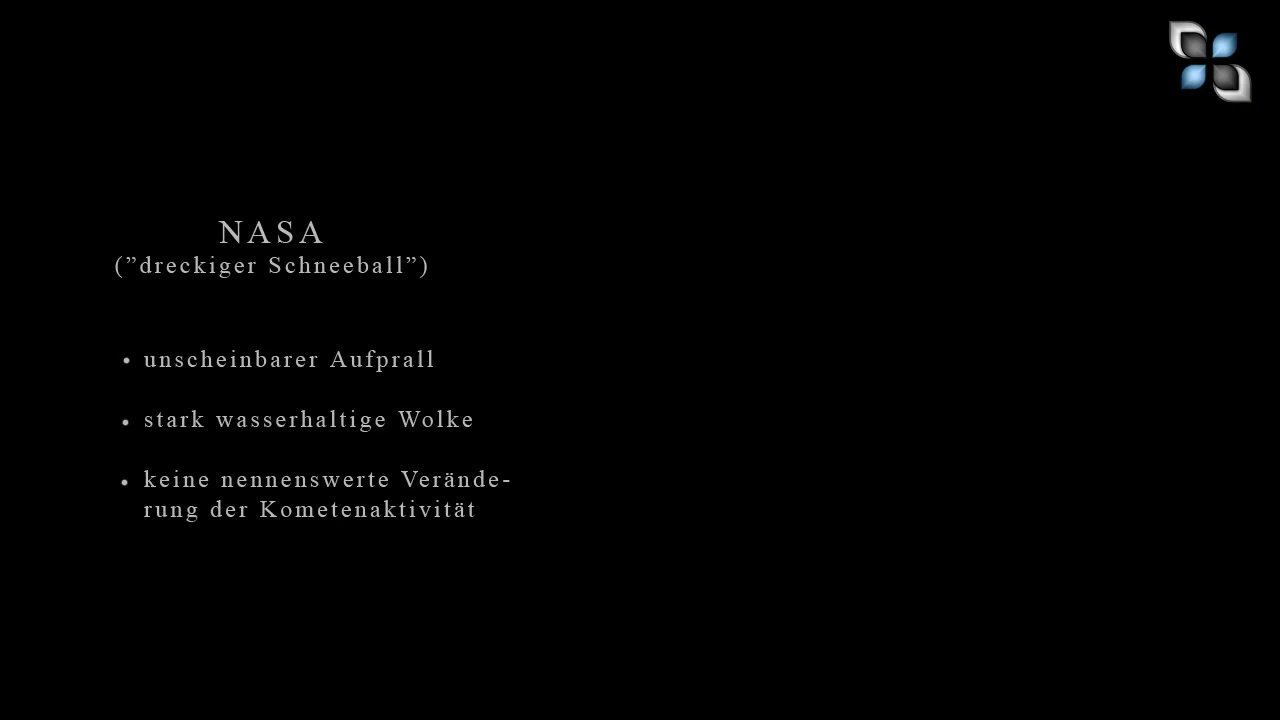 NASA
(”dreckiger Schneeball”)
• unscheinbarer Aufprall
• stark wasserhaltige Wolke
• keine nennenswerte Verände-
rung der Kometenaktivität